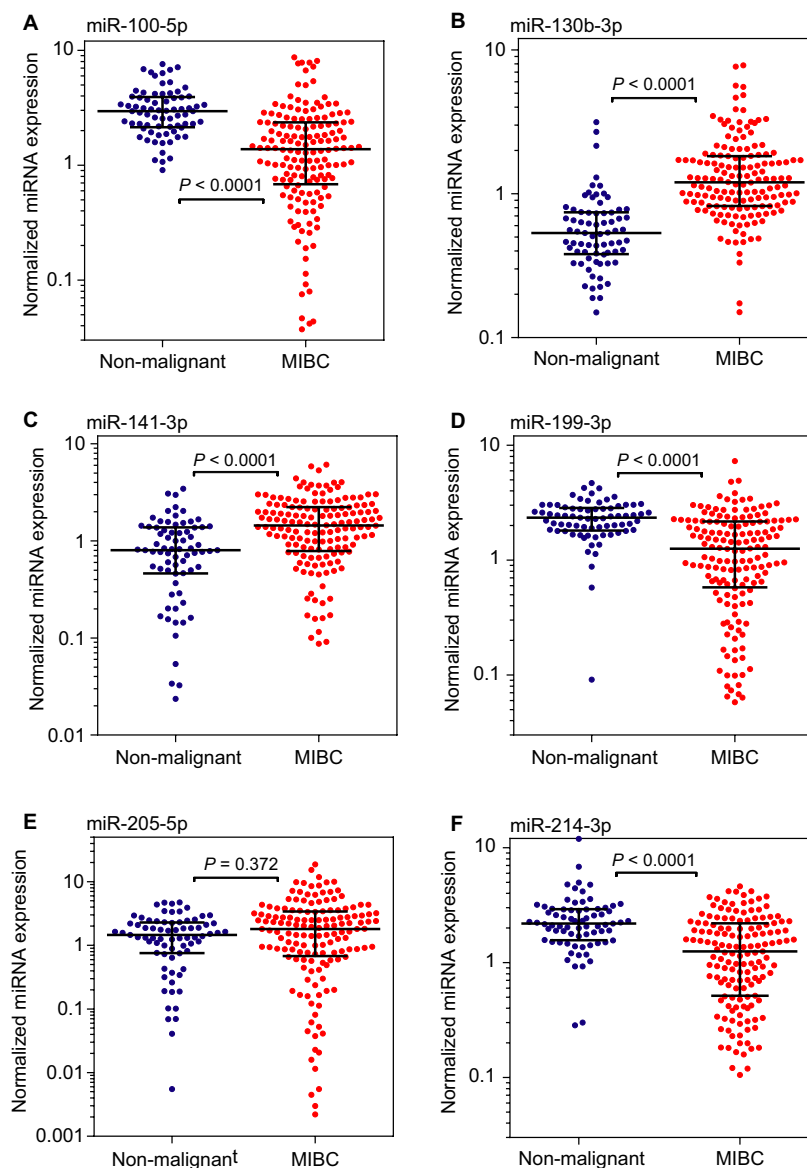 A
miR-100-5p
Normalized miRNA expression
10
1
0.1
P < 0.0001
Non-malignant
MIBC
B
miR-130b-3p
Normalized miRNA expression
10
1
0.1
P < 0.0001
Non-malignant
MIBC
C
miR-141-3p
Normalized miRNA expression
10
1
0.1
0.01
P < 0.0001
Non-malignant
MIBC
D
miR-199-3p
Normalized miRNA expression
10
1
0.1
P < 0.0001
Non-malignant
MIBC
E
miR-205-5p
Normalized miRNA expression
10
1
0.1
0.01
0.001
P = 0.372
Non-malignant
MIBC
F
miR-214-3p
Normalized miRNA expression
10
1
0.1
P < 0.0001
Non-malignant
MIBC